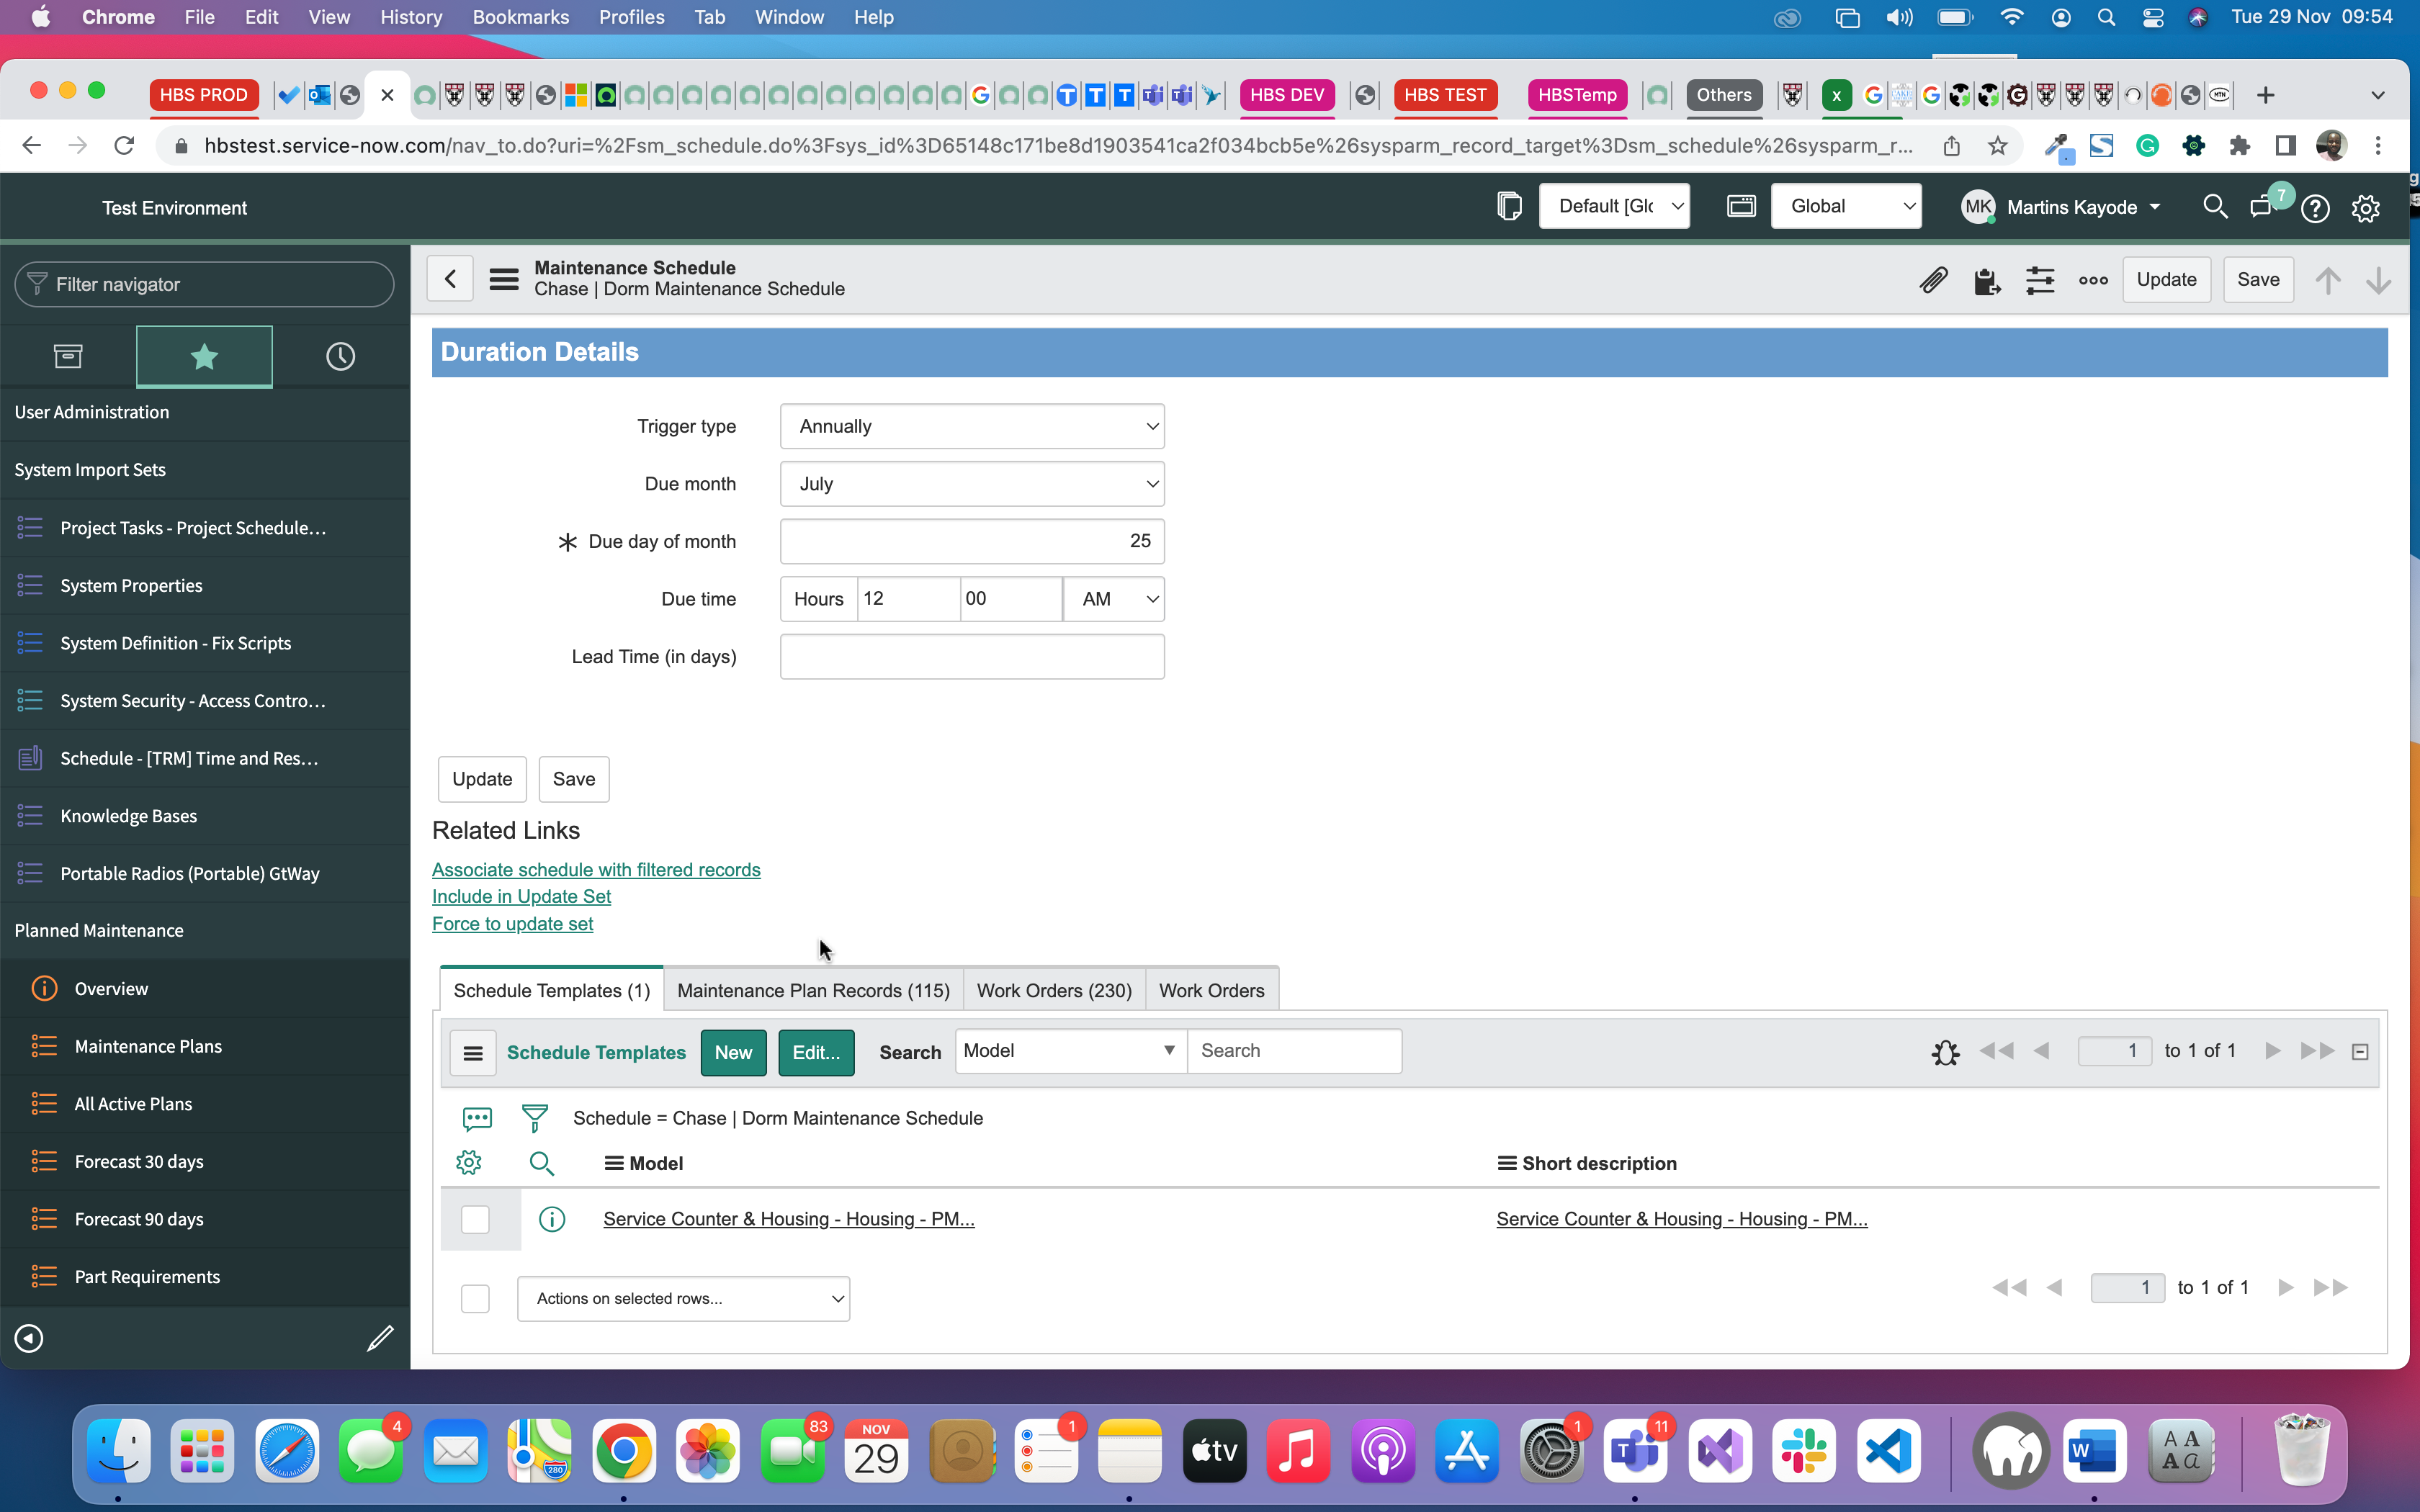 Chrome File Edit View History Bookmarks Profiles Tab Window Help
Tue 29 Nov 09:54
HBS PROD
HBS DEV
HBS TEST
HBSTemp
Others
hbstest.service-now.com/nav_to.do?uri=%2Fsm_schedule.do%3Fsys_id%3D65148c171be8d1903541ca2f034bcb5e%26sysparm_record_target%3Dsm_schedule%26sysparm_r...
Test Environment
Default [Glo
Global
MK
Martins Kayode
7
Filter navigator
User Administration
System Import Sets
Project Tasks - Project Schedule...
System Properties
System Definition - Fix Scripts
System Security - Access Contro...
Schedule - [TRM] Time and Res...
Knowledge Bases
Portable Radios (Portable) GtWay
Planned Maintenance
Overview
Maintenance Plans
All Active Plans
Forecast 30 days
Forecast 90 days
Part Requirements
Maintenance Schedule
Chase | Dorm Maintenance Schedule
Update
Save
Duration Details
Trigger type
Annually
Due month
July
Due day of month
25
Due time
Hours 12 00 AM
Lead Time (in days)
Update
Save
Related Links
Associate schedule with filtered records
Include in Update Set
Force to update set
Schedule Templates (1)
Maintenance Plan Records (115)
Work Orders (230)
Work Orders
Schedule Templates
New
Edit...
Search
Model
Search
1 to 1 of 1
Schedule = Chase | Dorm Maintenance Schedule
Model
Short description
Service Counter & Housing - Housing - PM...
Service Counter & Housing - Housing - PM...
Actions on selected rows...
1 to 1 of 1
4
83
NOV
29
1
tv
1
11